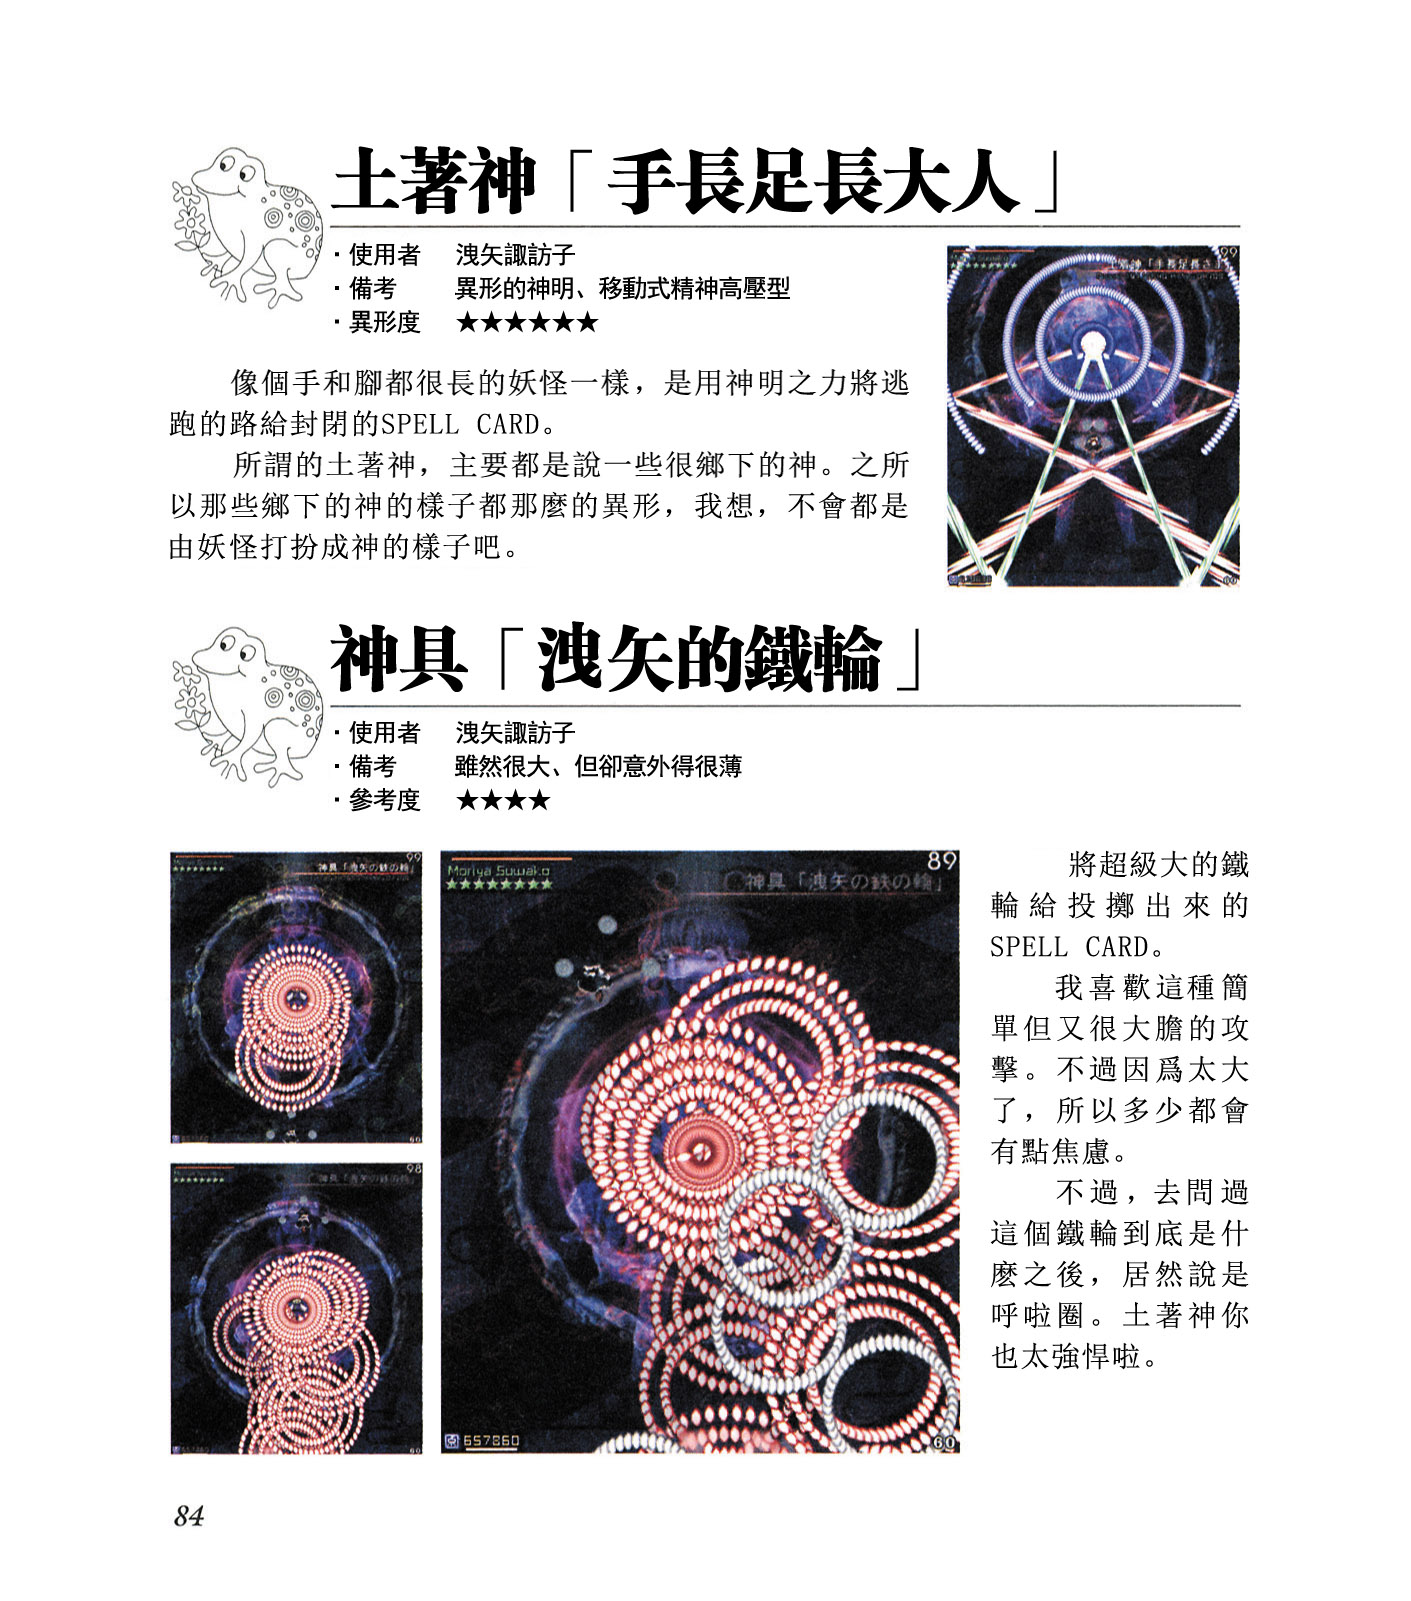 土著神「手長足長大人」
・使用者 洩矢諏訪子
・備考 異形的神明、移動式精神高壓型
・異形度 ★★★★★★
像個手和腳都很長的妖怪一樣，是用神明之力將逃
跑的路給封閉的SPELL CARD。
所謂的土著神，主要都是說一些很鄉下的神。之所
以那些鄉下的神的樣子都那麼的異形，我想，不會都是
由妖怪打扮成神的樣子吧。
99
土着神「手長足長さま」
60
神具「洩矢的鐵輪」
・使用者 洩矢諏訪子
・備考 雖然很大、但卻意外得很薄
・參考度 ★★★★
99
神具「洩矢の鉄の輪」
60
98
神具「洩矢の鉄の輪」
60
Moriya Suwako
★★★★★★★★
89
神具「洩矢の鉄の輪」
657860
60
將超級大的鐵
輪給投擲出來的
SPELL CARD。
我喜歡這種簡
單但又很大膽的攻
擊。不過因爲太大
了，所以多少都會
有點焦慮。
不過，去問過
這個鐵輪到底是什
麼之後，居然說是
呼啦圈。土著神你
也太強悍啦。
84